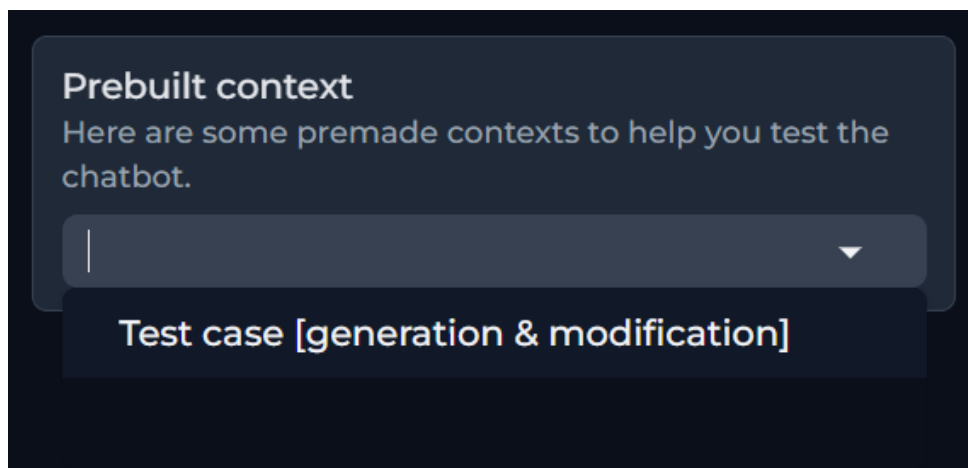 Prebuilt context
Here are some premade contexts to help you test the
chatbot.
Test case [generation & modification]